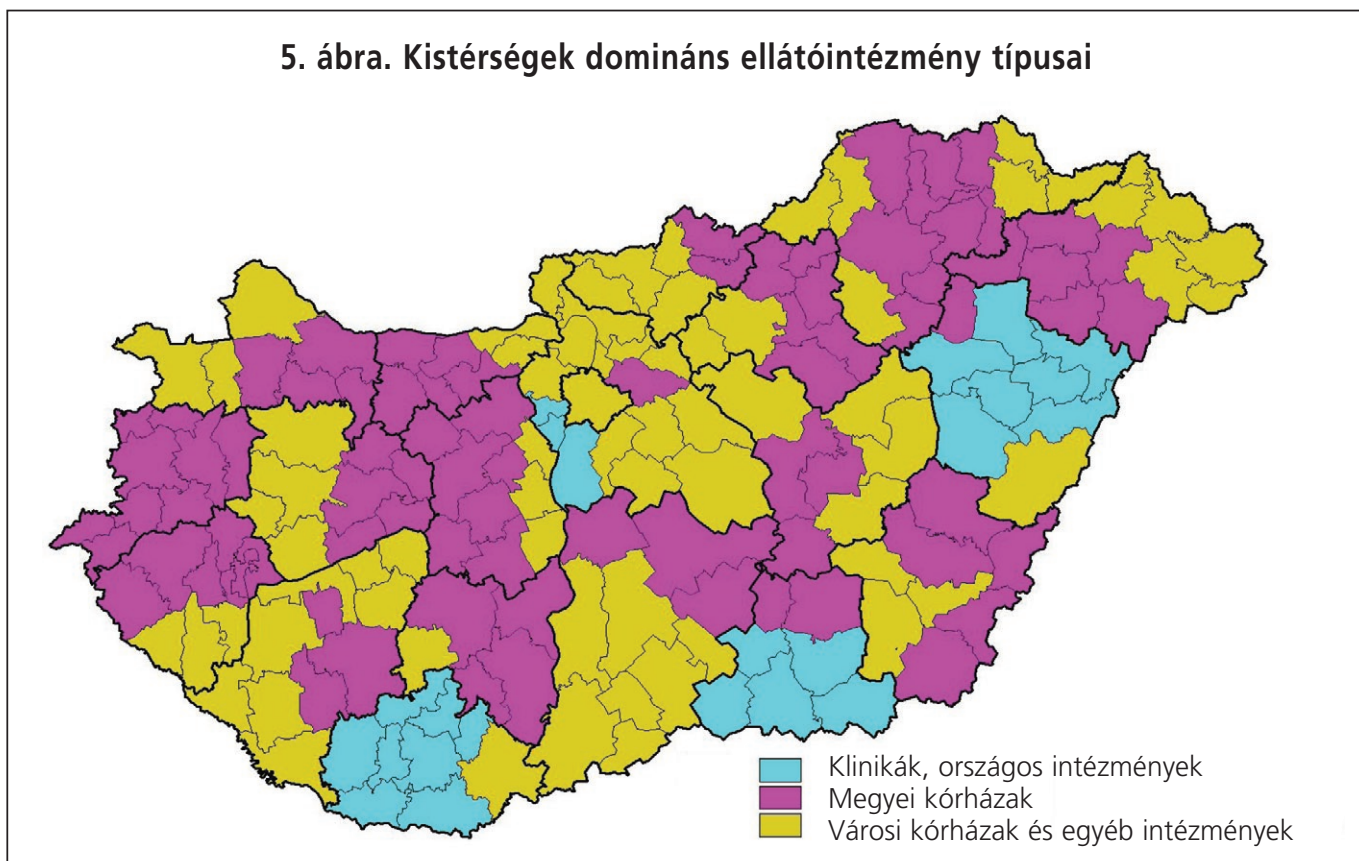 5. ábra. Kistérségek domináns ellátóintézmény típusai
Klinikák, országos intézmények
Megyei kórházak
Városi kórházak és egyéb intézmények